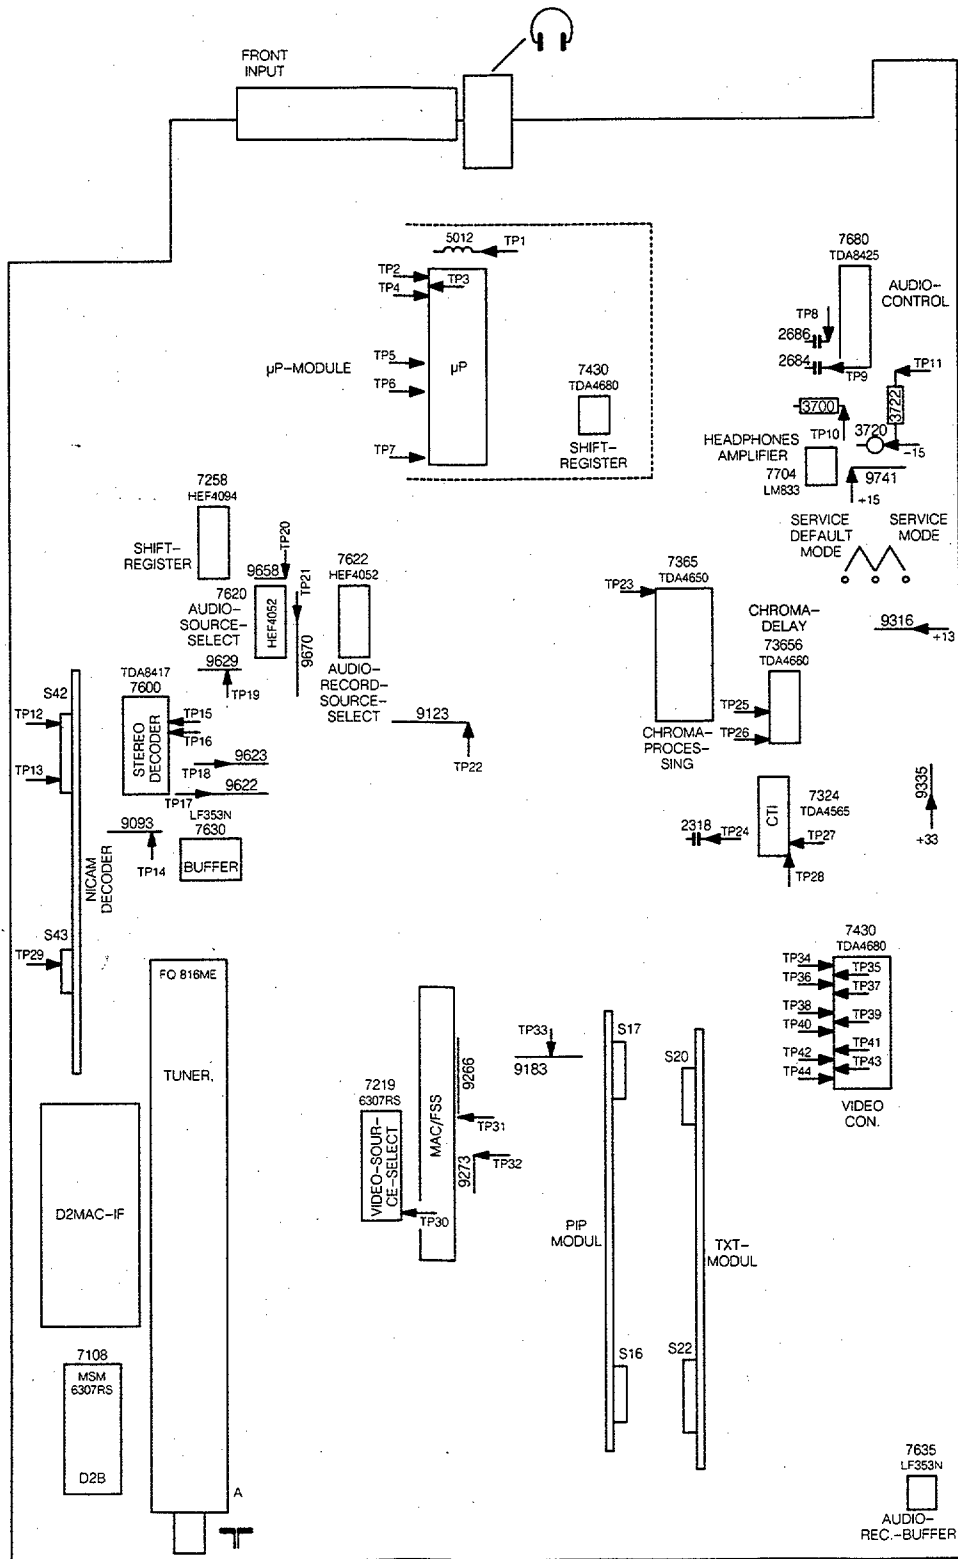 FRONT
INPUT
5012
TP1
TP2
TP3
TP4
TP5
TP6
TP7
µP-MODULE
µP
7430
TDA4680
SHIFT-
REGISTER
7680
TDA8425
AUDIO-
CONTROL
TP8
2686
2684
TP9
TP11
3700
3722
TP10
3720
-15
HEADPHONES
AMPLIFIER
7704
LM833
9741
+15
SERVICE
DEFAULT
MODE
SERVICE
MODE
7258
HEF4094
SHIFT-
REGISTER
TP20
9658
TP21
7620
AUDIO-
SOURCE-
SELECT
HEF4052
9670
7622
HEF4052
AUDIO-
RECORD-
SOURCE-
SELECT
9629
TP19
TP23
7365
TDA4650
CHROMA-
PROCES-
SING
CHROMA-
DELAY
73656
TDA4660
TP25
TP26
9316
+13
S42
TP12
TP13
TDA8417
7600
STEREO
DECODER
TP15
TP16
9623
TP18
9622
TP17
9123
TP22
LF353N
7630
BUFFER
9093
TP14
NICAM
DECODER
S43
TP29
CTI
7324
TDA4565
2318
TP24
TP27
TP28
9335
+33
FQ 816ME
TUNER
7430
TDA4680
TP34
TP35
TP36
TP37
TP38
TP39
TP40
TP41
TP42
TP43
TP44
VIDEO
CON.
7219
6307RS
VIDEO-SOUR-
CE-SELECT
MAC/FSS
9266
TP31
9273
TP32
TP30
TP33
9183
S17
S20
PIP
MODUL
TXT-
MODUL
S16
S22
D2MAC-IF
7108
MSM
6307RS
D2B
A
7635
LF353N
AUDIO-
REC.-BUFFER